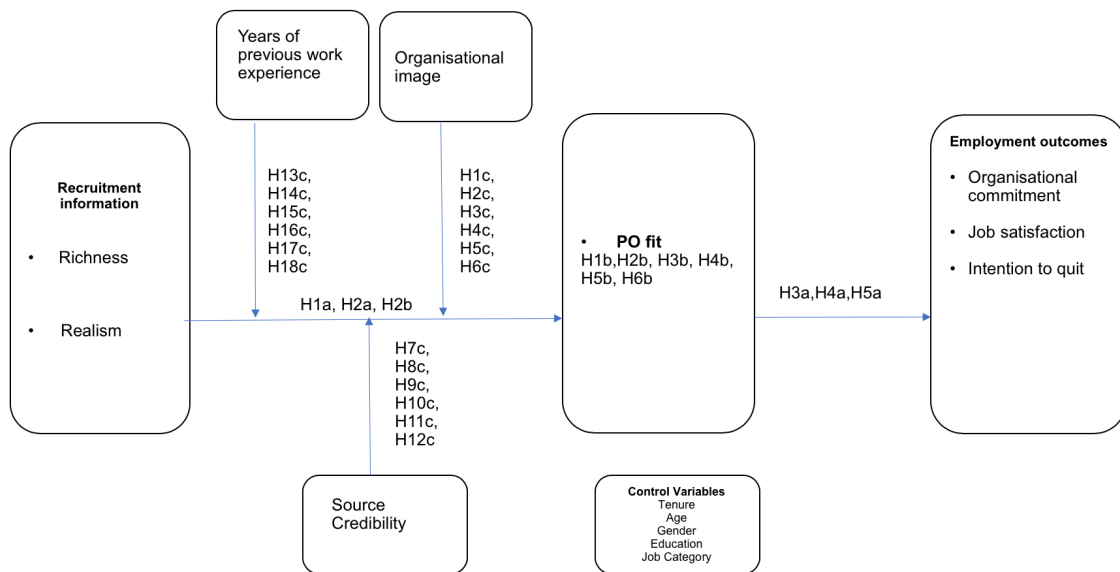 Years of
previous work
experience
Organisational
image
Recruitment
information
• Richness
• Realism
H13c,
H14c,
H15c,
H16c,
H17c,
H18c
H1c,
H2c,
H3c,
H4c,
H5c,
H6c
H1a, H2a, H2b
H7c,
H8c,
H9c,
H10c,
H11c,
H12c
Source
Credibility
• PO fit
H1b,H2b, H3b, H4b,
H5b, H6b
H3a,H4a,H5a
Employment outcomes
• Organisational
commitment
• Job satisfaction
• Intention to quit
Control Variables
Tenure
Age
Gender
Education
Job Category